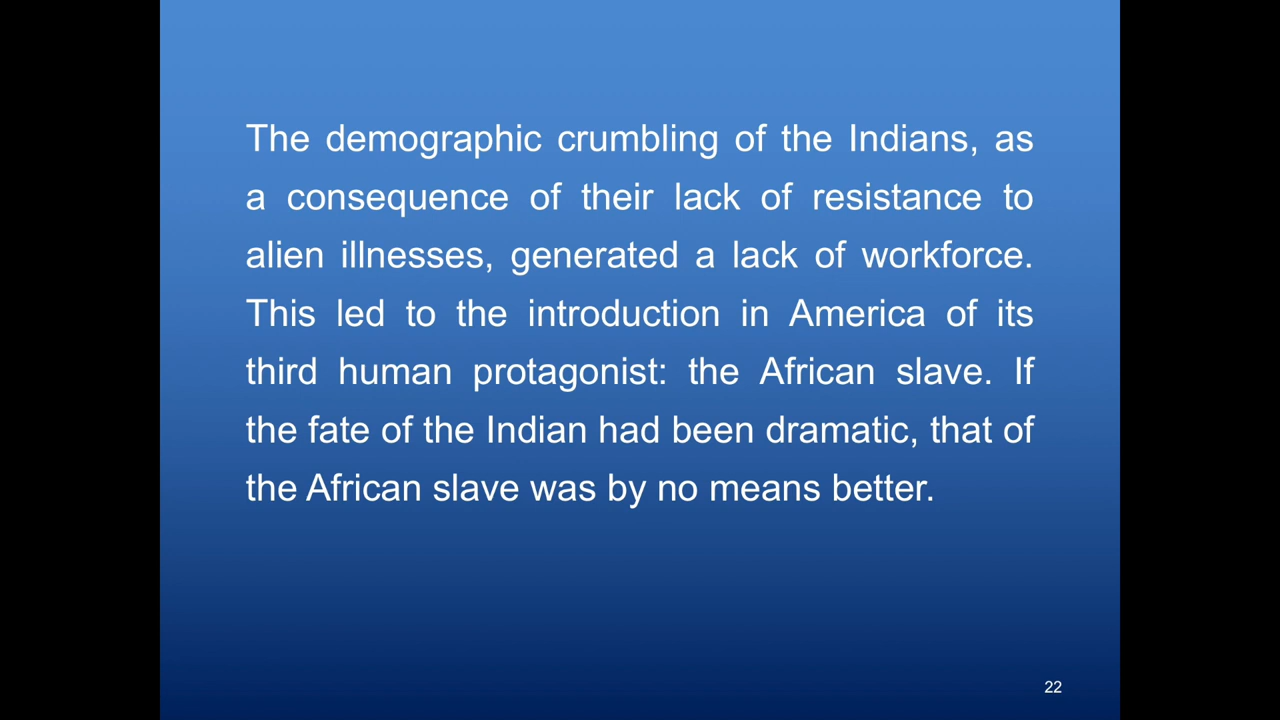 The demographic crumbling of the Indians, as
a consequence of their lack of resistance to
alien illnesses, generated a lack of workforce.
This led to the introduction in America of its
third human protagonist: the African slave. If
the fate of the Indian had been dramatic, that of
the African slave was by no means better.
22